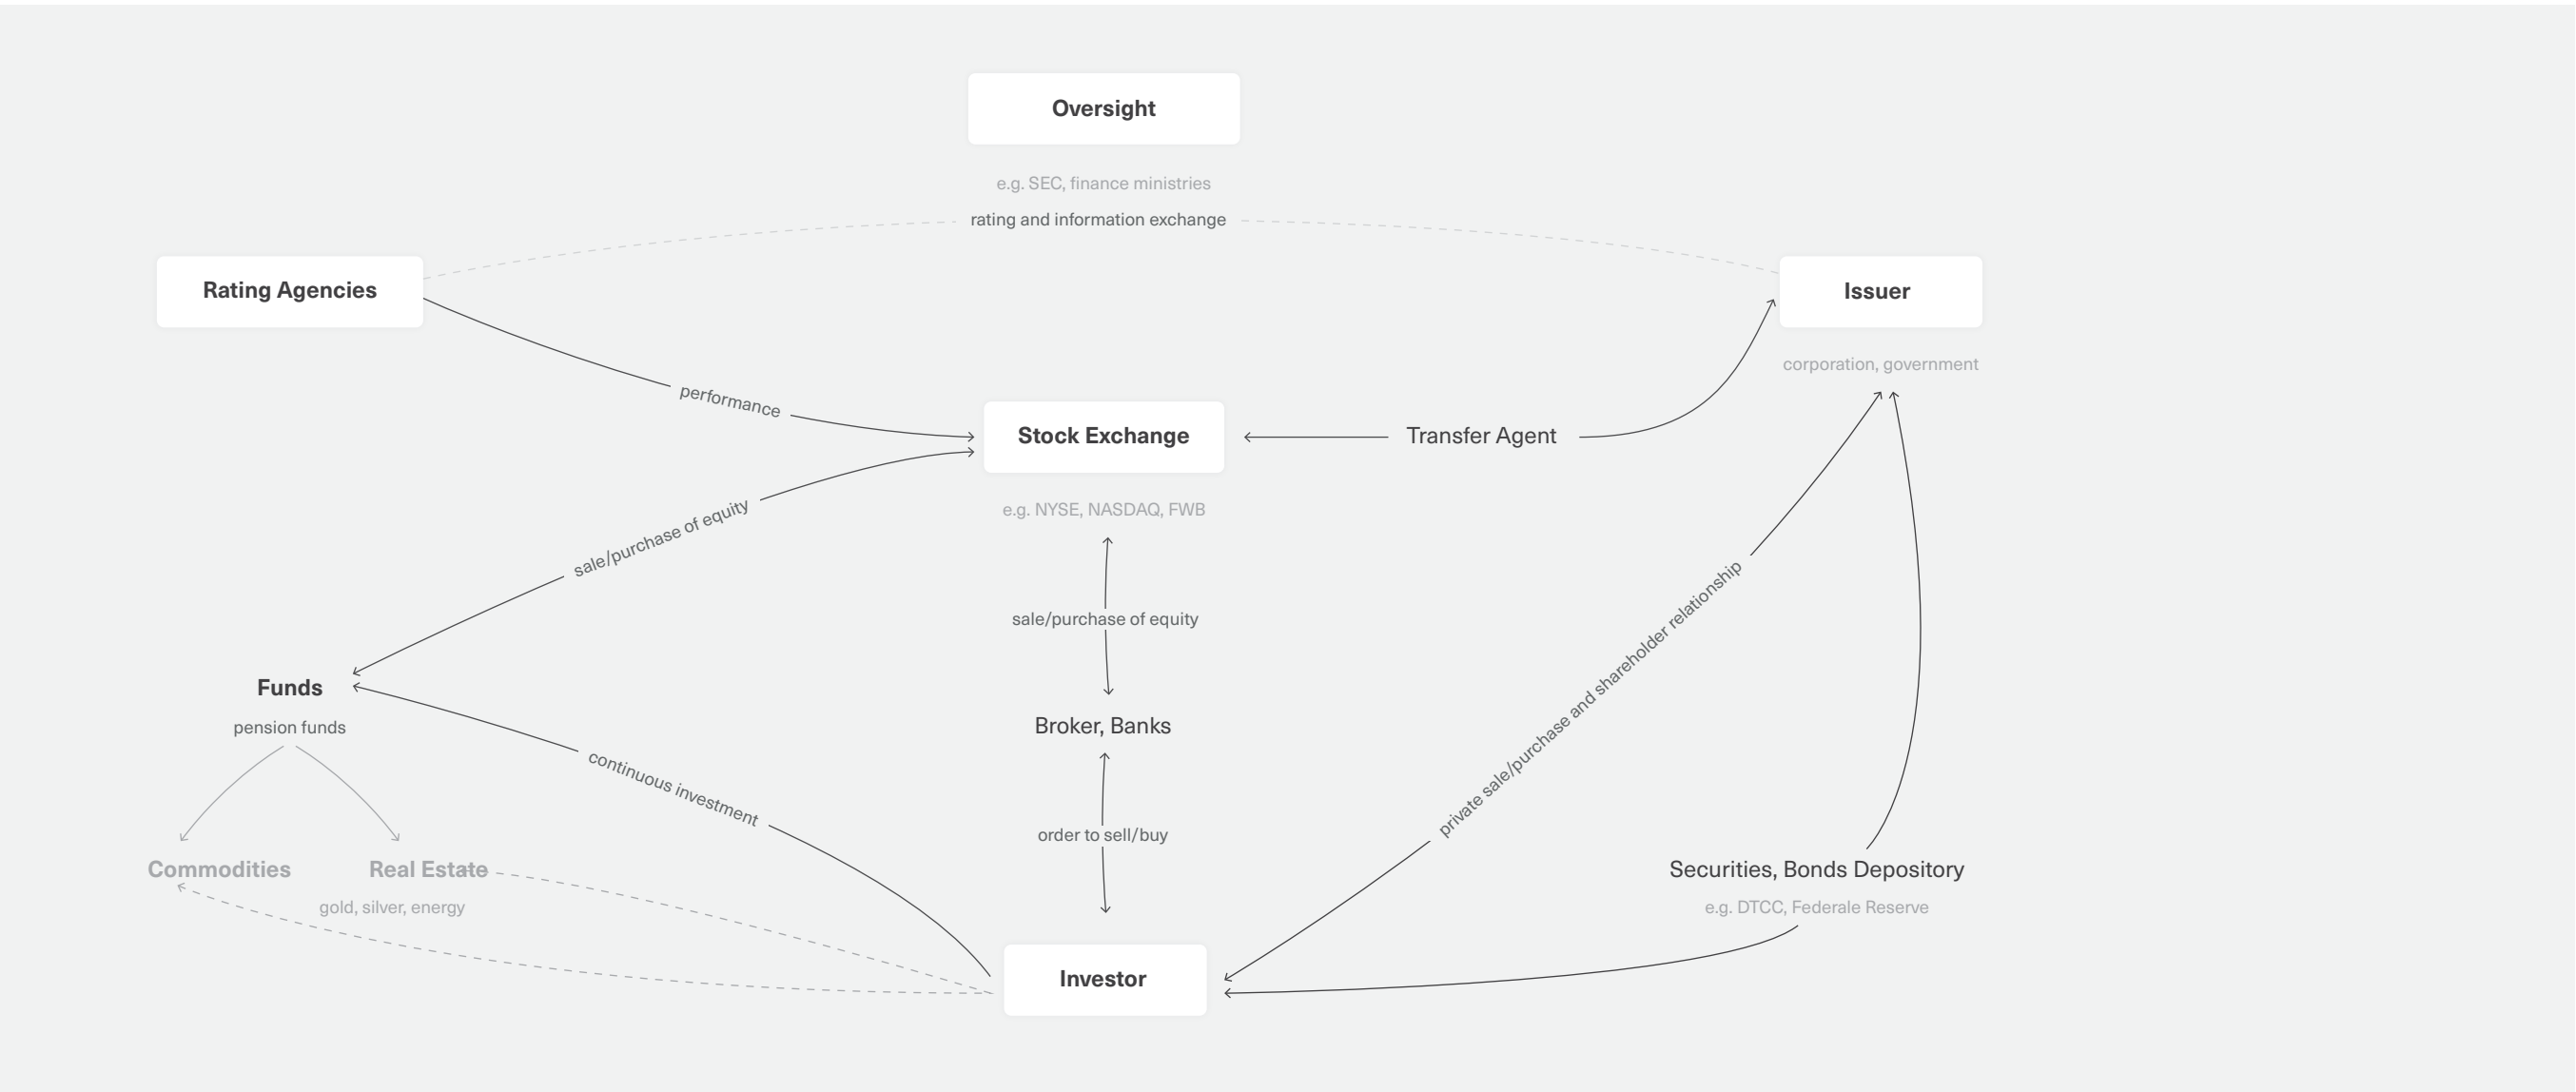 Oversight
e.g. SEC, finance ministries
rating and information exchange
Rating Agencies
Issuer
corporation, government
performance
Stock Exchange
Transfer Agent
e.g. NYSE, NASDAQ, FWB
sale/purchase of equity
sale/purchase of equity
private sale/purchase and shareholder relationship
Funds
pension funds
Broker, Banks
continuous investment
order to sell/buy
Commodities
Real Estate
gold, silver, energy
Securities, Bonds Depository
e.g. DTCC, Federale Reserve
Investor